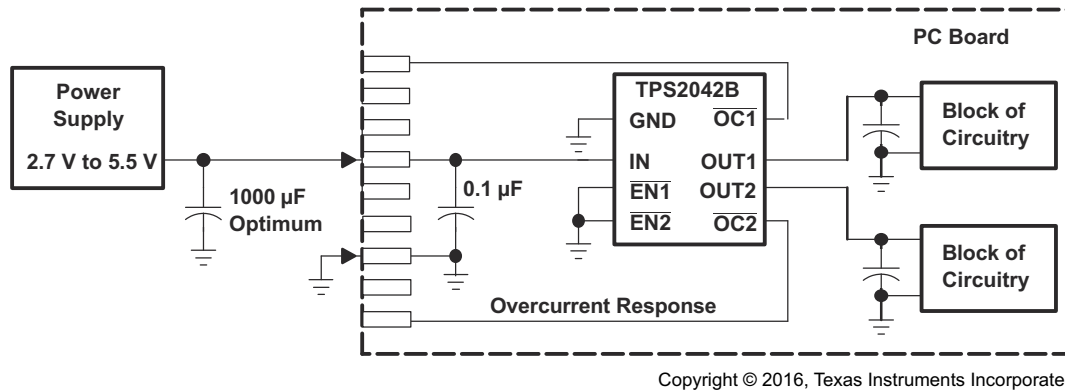 PC Board
Power
Supply
2.7 V to 5.5 V
1000 µF
Optimum
0.1 µF
TPS2042B
GND
OC1
IN
OUT1
EN1
OUT2
EN2
OC2
Block of
Circuitry
Block of
Circuitry
Overcurrent Response
Copyright © 2016, Texas Instruments Incorporate